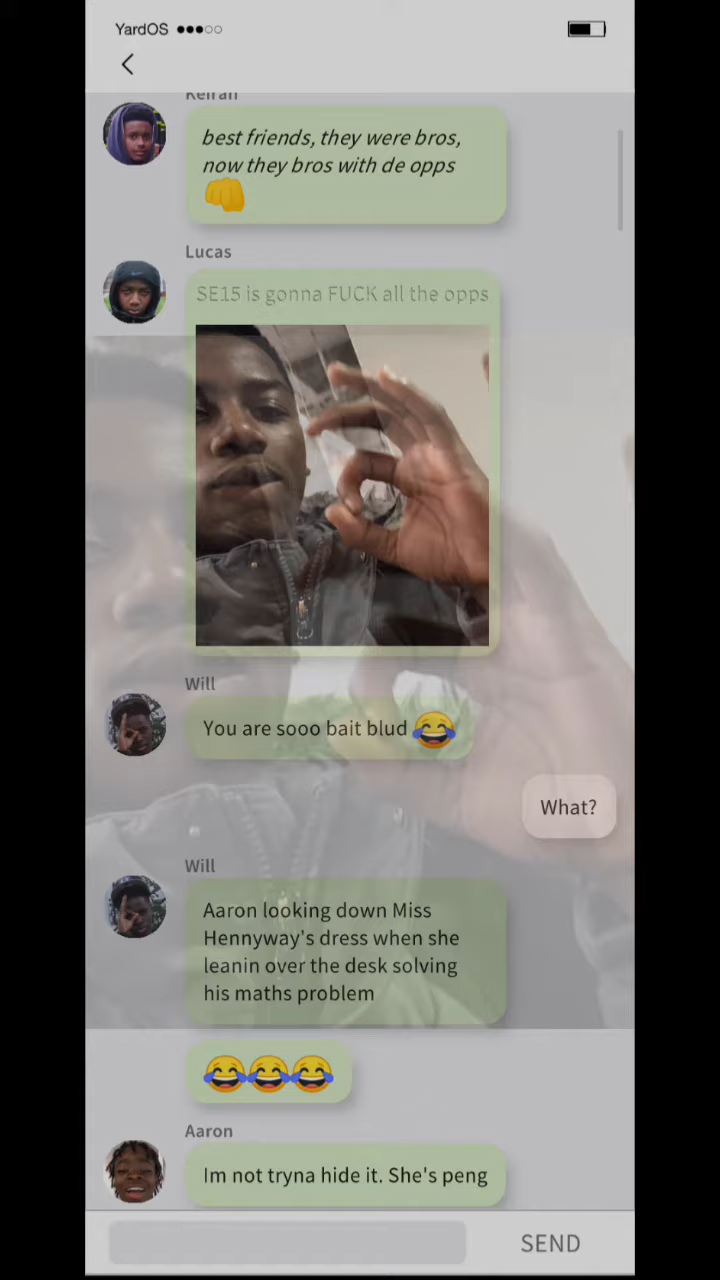 YardOS
Keiran
best friends, they were bros,
now they bros with de opps
Lucas
SE15 is gonna FUCK all the opps
Will
You are sooo bait blud 😂
What?
Will
Aaron looking down Miss
Hennyway's dress when she
leanin over the desk solving
his maths problem
Aaron
Im not tryna hide it. She's peng
SEND